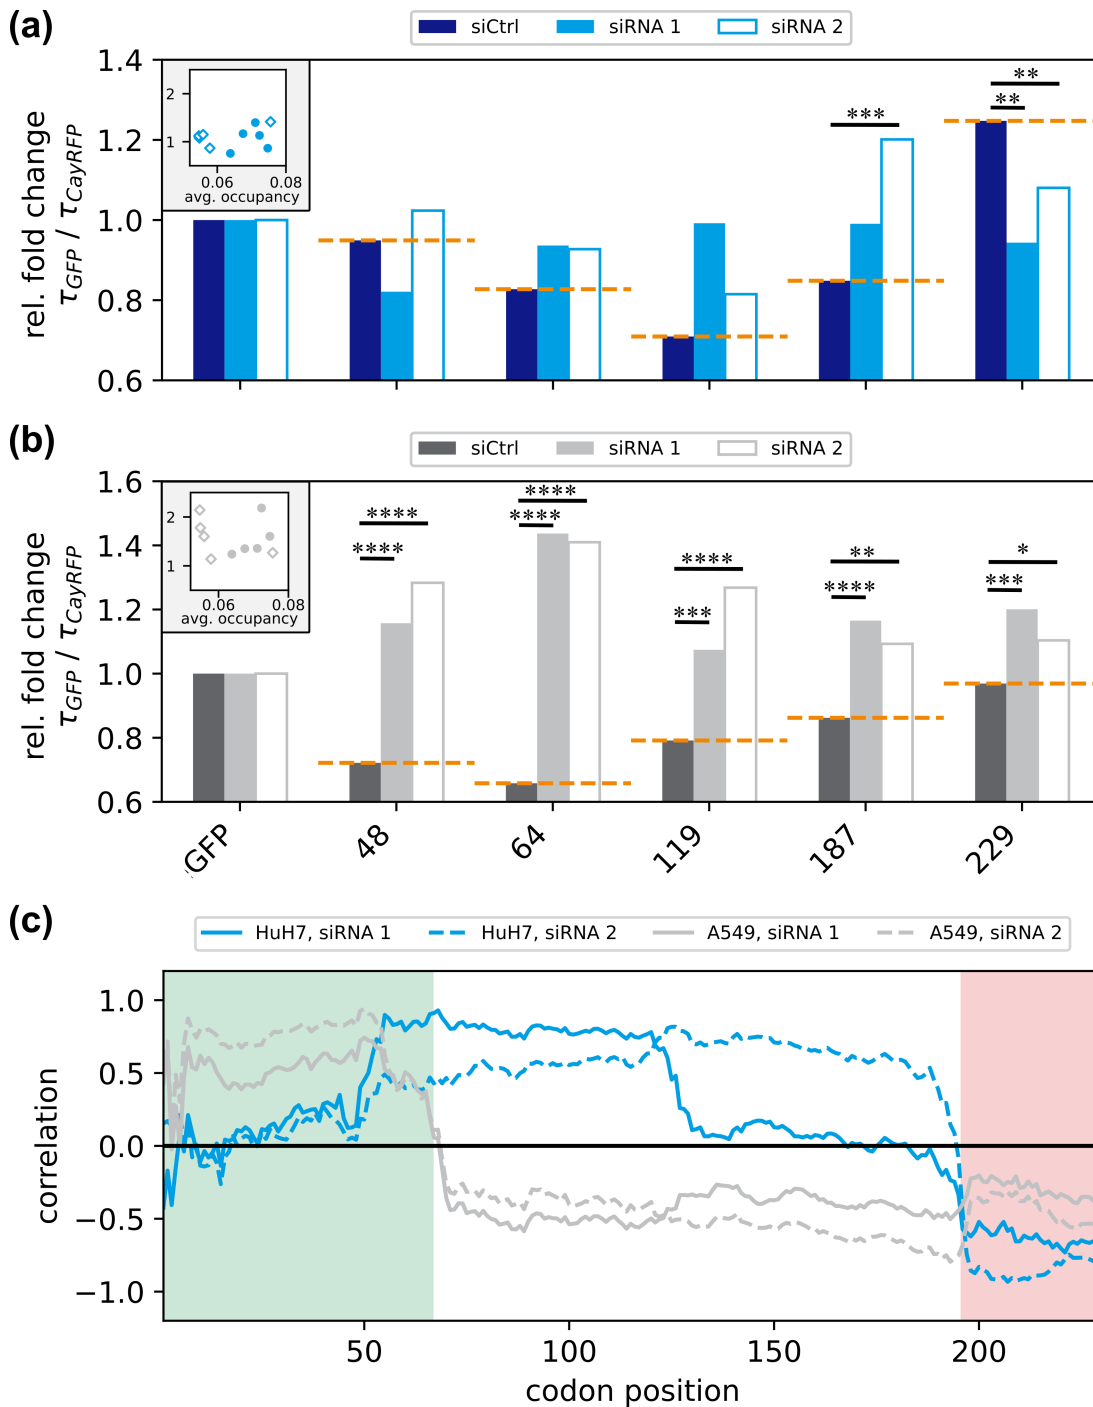 (a)
siCtrl siRNA 1 siRNA 2
1.4
1.2
1.0
0.8
0.6
rel. fold change
τGFP / τCayRFP
2
1
0.06 0.08
avg. occupancy
***
**
**
(b)
siCtrl siRNA 1 siRNA 2
1.6
1.4
1.2
1.0
0.8
0.6
rel. fold change
τGFP / τCayRFP
2
1
0.06 0.08
avg. occupancy
****
****
****
****
****
***
**
****
*
***
GFP 48 64 119 187 229
(c)
HuH7, siRNA 1 HuH7, siRNA 2 A549, siRNA 1 A549, siRNA 2
1.0
0.5
0.0
−0.5
−1.0
correlation
50 100 150 200
codon position